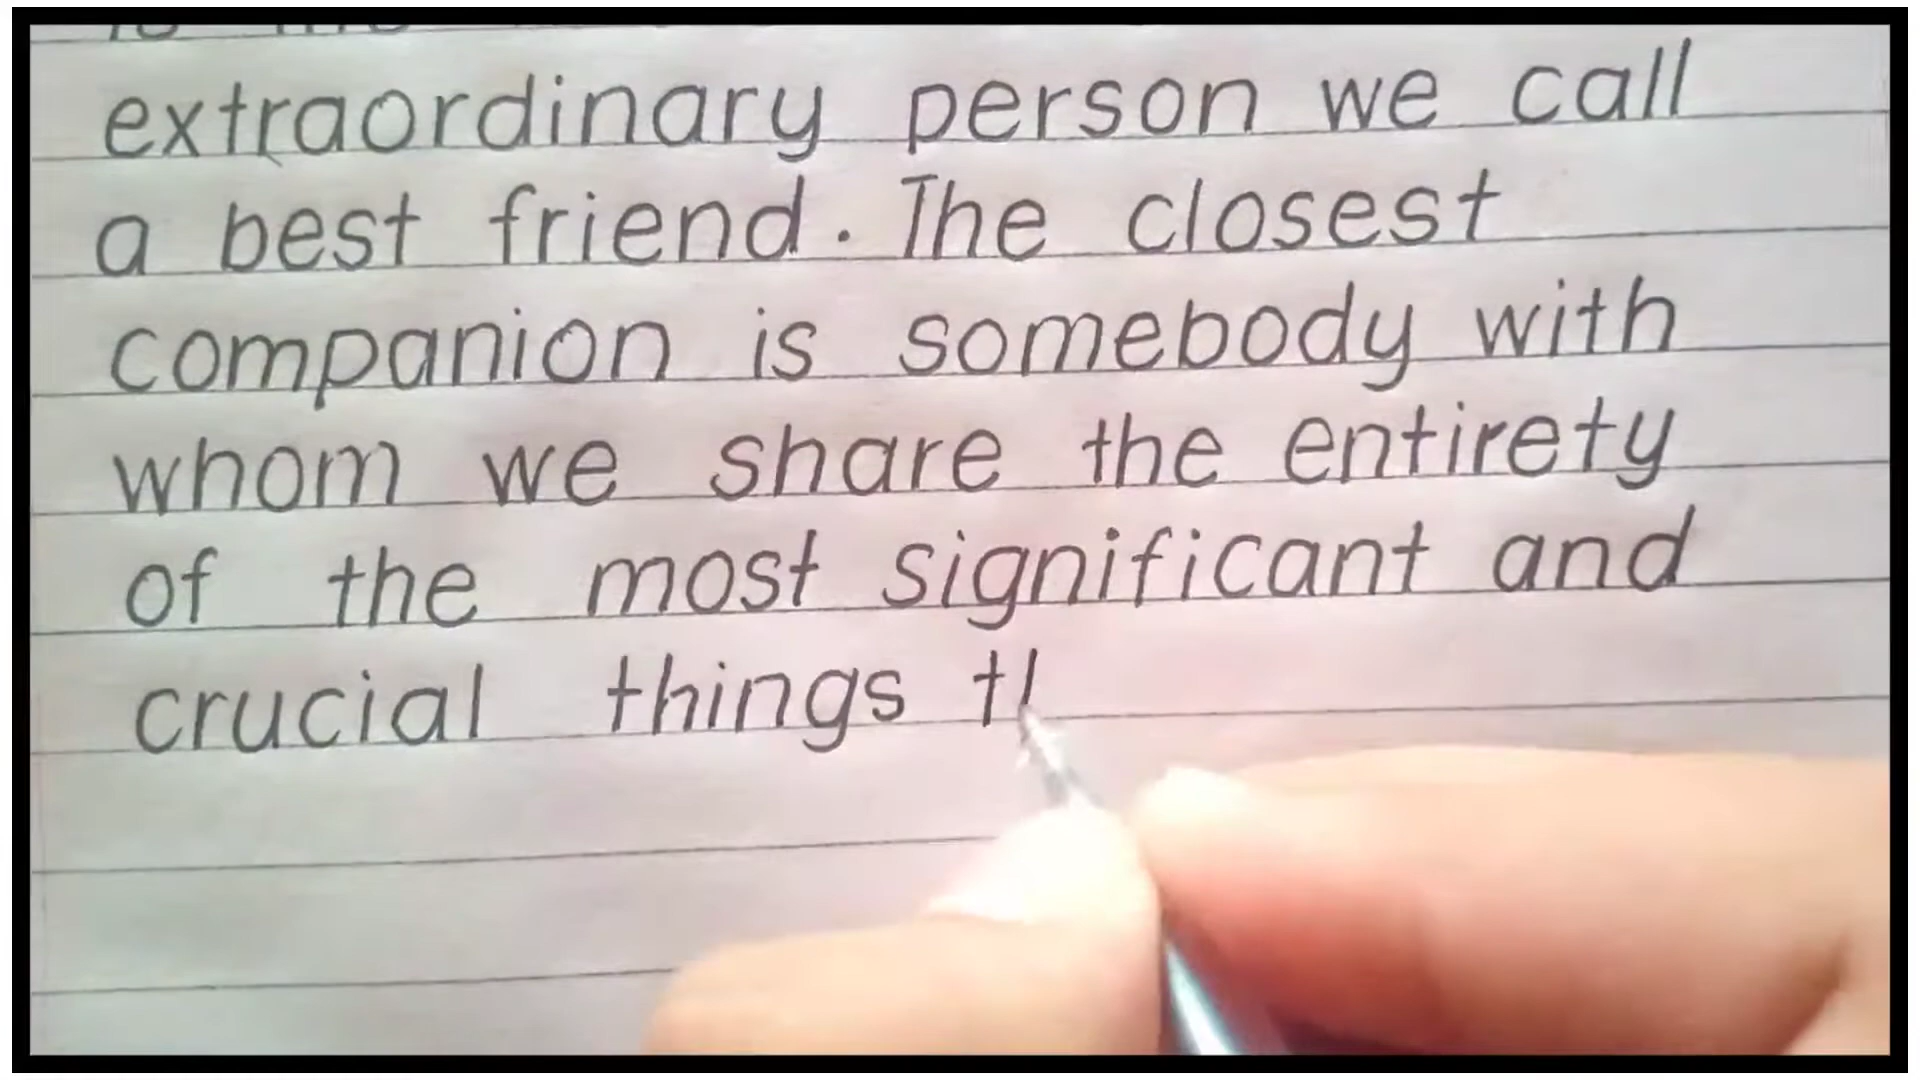 extraordinary person we call
a best friend. The closest
companion is somebody with
whom we share the entirety
of the most significant and
crucial things